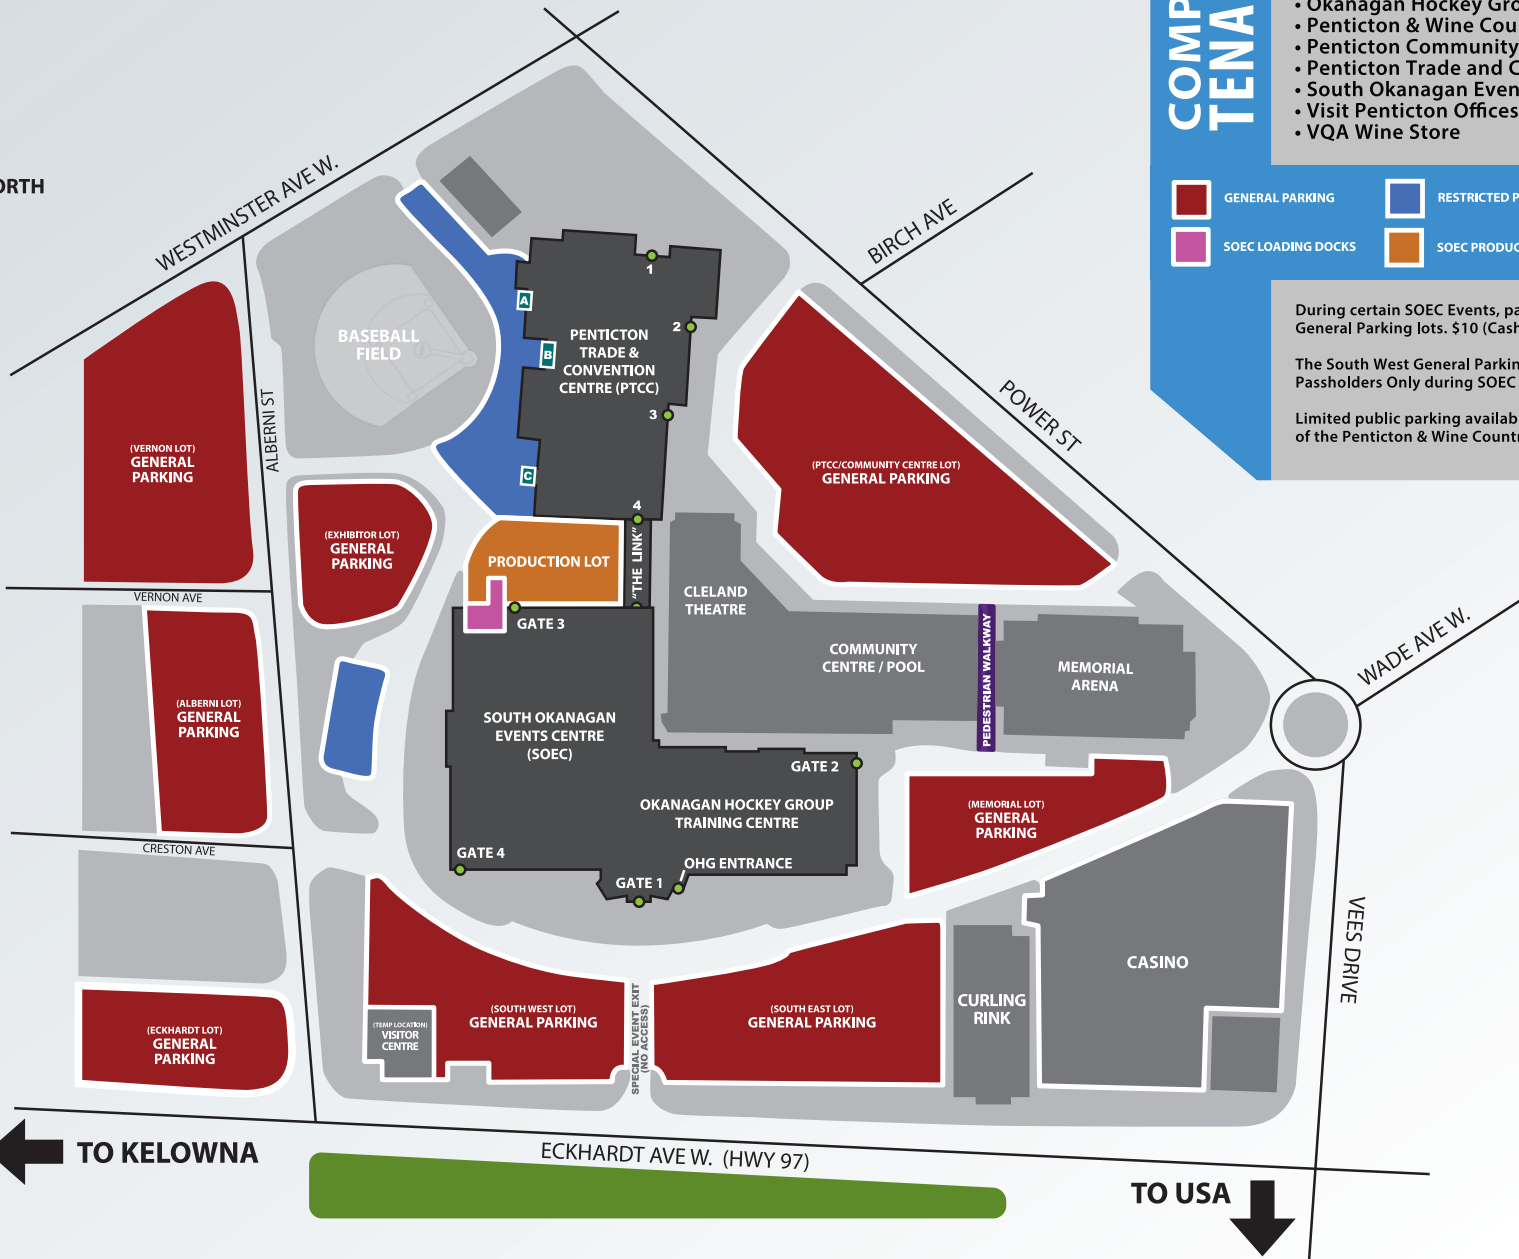 COMP
TENA
• Okanagan Hockey Gro
• Penticton & Wine Cou
• Penticton Community
• Penticton Trade and C
• South Okanagan Even
• Visit Penticton Offices
• VQA Wine Store
GENERAL PARKING
RESTRICTED P
SOEC LOADING DOCKS
SOEC PRODUC
During certain SOEC Events, pa
General Parking lots. $10 (Cash
The South West General Parkin
Passholders Only during SOEC
Limited public parking availab
of the Penticton & Wine Countr
ORTH
WESTMINSTER AVE W.
BIRCH AVE
POWER ST
WADE AVE W.
ALBERNI ST
BASEBALL
FIELD
1
2
3
4
A
B
C
PENTICTON
TRADE &
CONVENTION
CENTRE (PTCC)
(VERNON LOT)
GENERAL
PARKING
(PTCC/COMMUNITY CENTRE LOT)
GENERAL PARKING
(EXHIBITOR LOT)
GENERAL
PARKING
PRODUCTION LOT
"THE LINK"
VERNON AVE
CLELAND
THEATRE
GATE 3
COMMUNITY
CENTRE / POOL
PEDESTRIAN WALKWAY
MEMORIAL
ARENA
(ALBERNI LOT)
GENERAL
PARKING
SOUTH OKANAGAN
EVENTS CENTRE
(SOEC)
GATE 2
OKANAGAN HOCKEY GROUP
TRAINING CENTRE
(MEMORIAL LOT)
GENERAL
PARKING
CRESTON AVE
GATE 4
OHG ENTRANCE
GATE 1
VEES DRIVE
CASINO
CURLING
RINK
(SOUTH WEST LOT)
GENERAL PARKING
(SOUTH EAST LOT)
GENERAL PARKING
SPECIAL EVENT EXIT
(NO ACCESS)
(TEMP LOCATION)
VISITOR
CENTRE
(ECKHARDT LOT)
GENERAL
PARKING
TO KELOWNA
ECKHARDT AVE W. (HWY 97)
TO USA